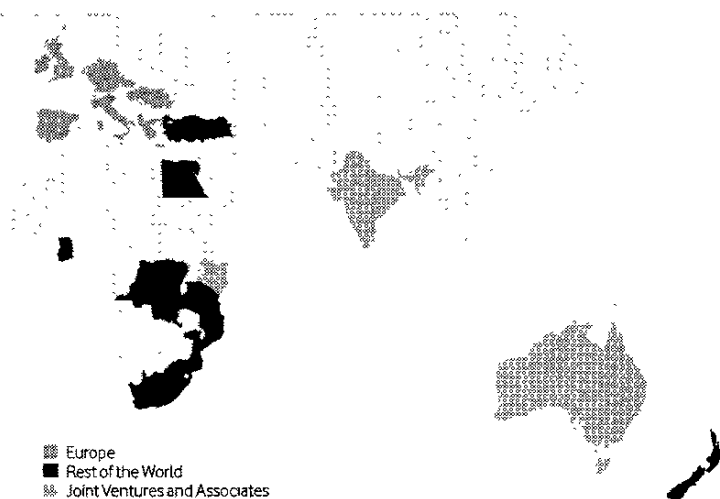 Europe
Rest of the World
Joint Ventures and Associates